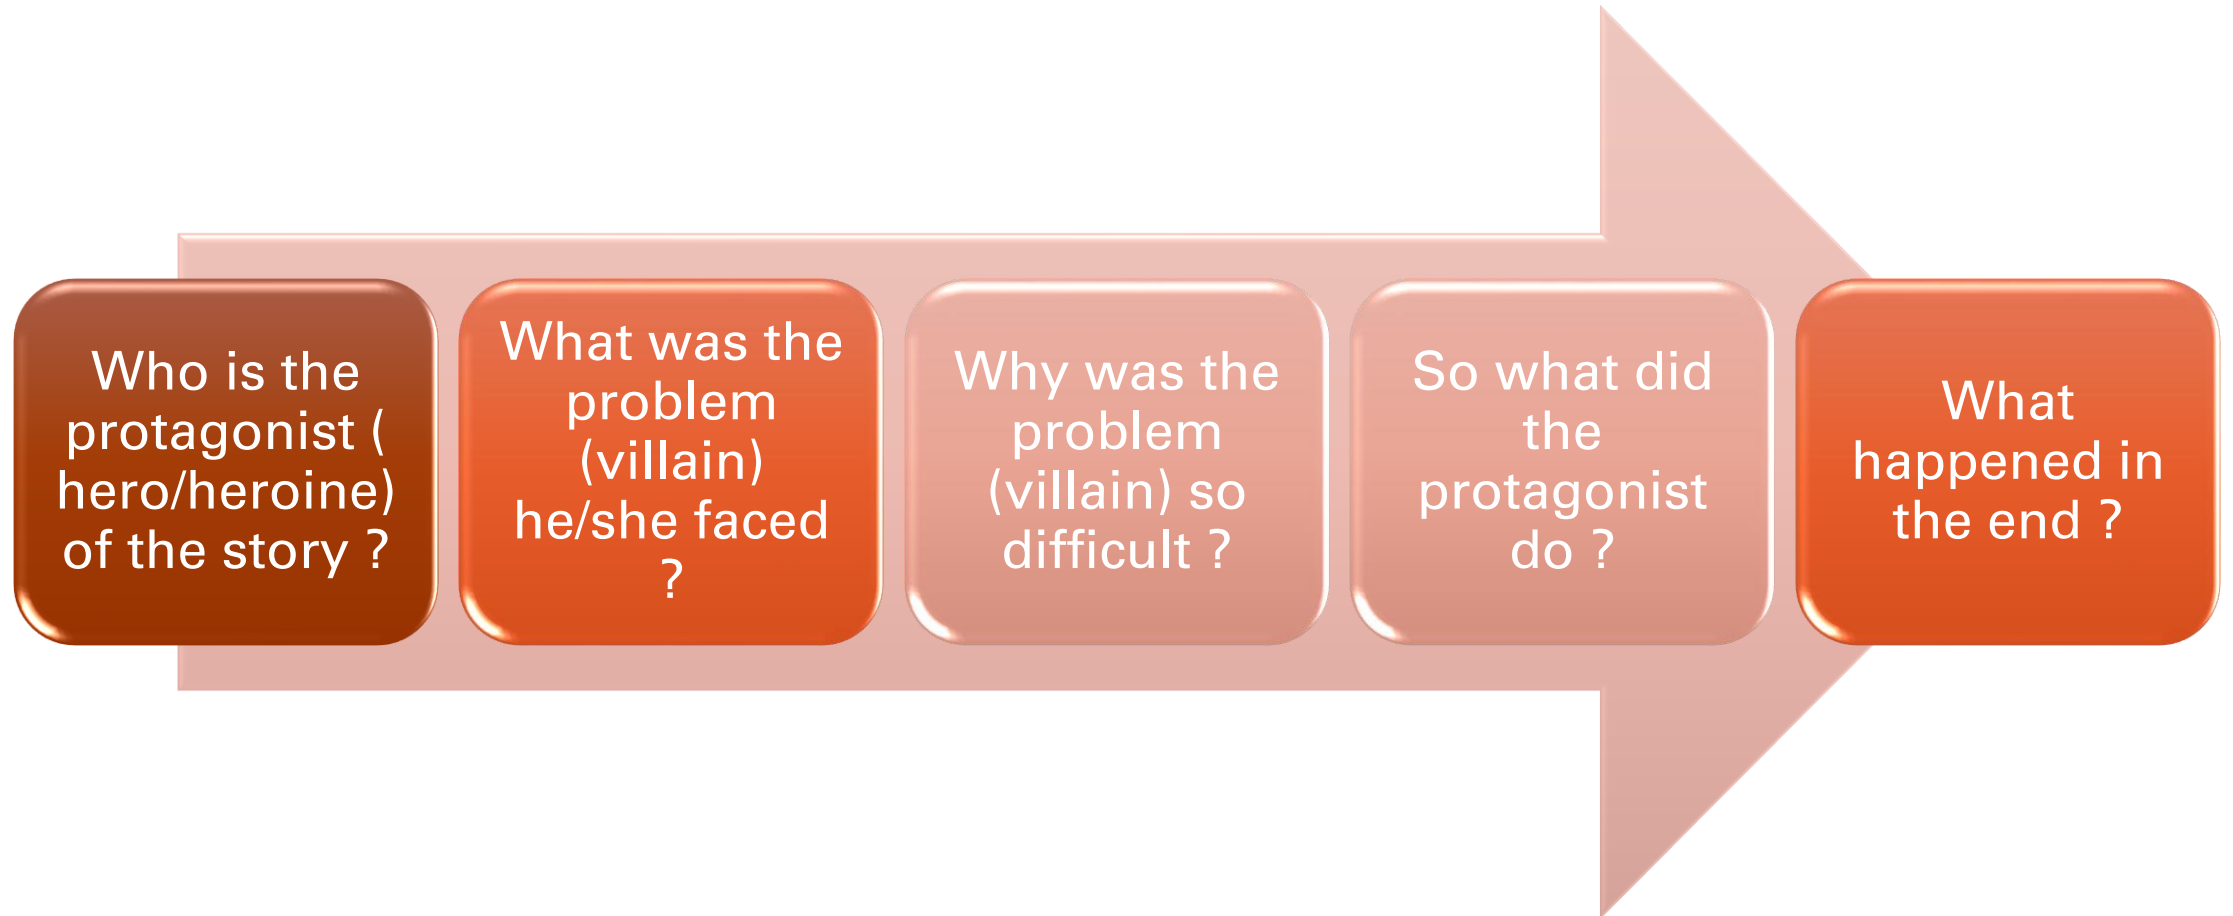 Who is the
protagonist (
hero/heroine)
of the story ?
What was the
problem
(villain)
he/she faced
?
Why was the
problem
(villain) so
difficult ?
So what did
the
protagonist
do ?
What
happened in
the end ?